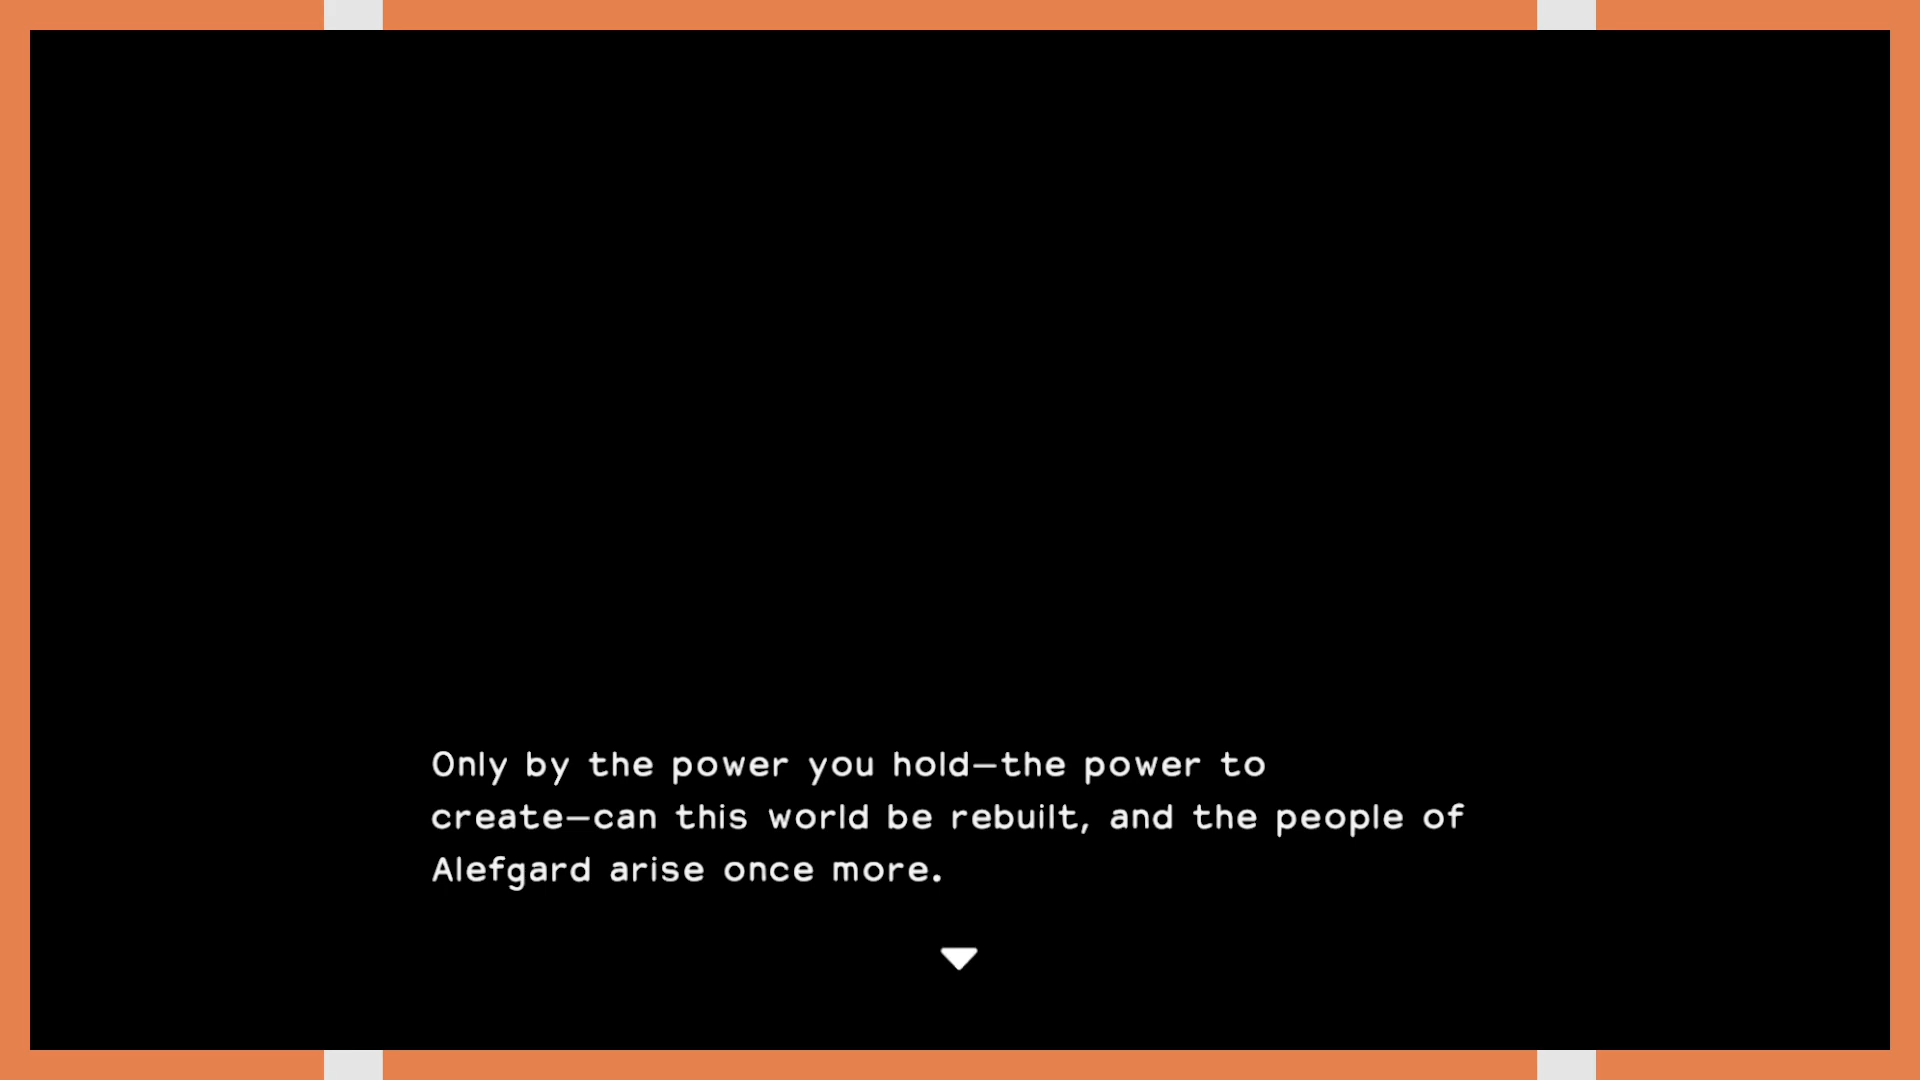 Only by the power you hold—the power to
create—can this world be rebuilt, and the people of
Alefgard arise once more.